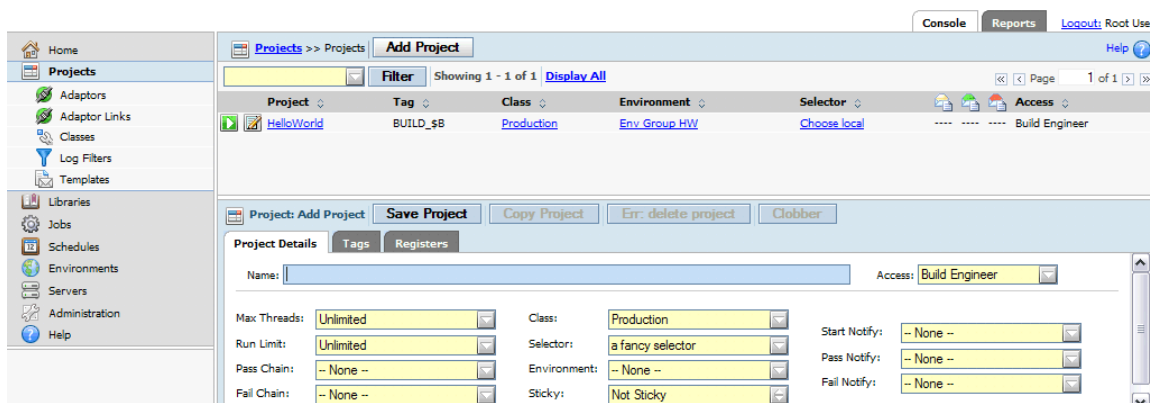 Console Reports Logout: Root Use
Home
Projects
Adaptors
Adaptor Links
Classes
Log Filters
Templates
Libraries
Jobs
Schedules
Environments
Servers
Administration
Help
Projects >> Projects Add Project Help
Filter Showing 1 - 1 of 1 Display All Page 1 of 1
Project Tag Class Environment Selector Access
HelloWorld BUILD_$B Production Env Group HW Choose local ---- ---- ---- Build Engineer
Project: Add Project Save Project Copy Project Err: delete project Clobber
Project Details Tags Registers
Name: Access: Build Engineer
Max Threads: Unlimited Class: Production Start Notify: -- None --
Run Limit: Unlimited Selector: a fancy selector Pass Notify: -- None --
Pass Chain: -- None -- Environment: -- None -- Fail Notify: -- None --
Fail Chain: -- None -- Sticky: Not Sticky